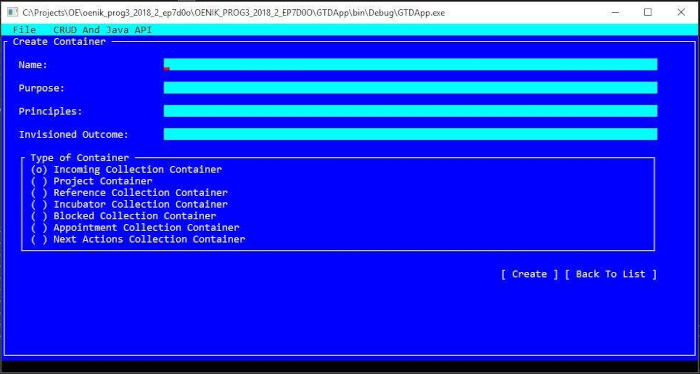 C:\Projects\OE\oenik_prog3_2018_2_ep7d0o\OENIK_PROG3_2018_2_EP7D0O\GTDApp\bin\Debug\GTDApp.exe
File CRUD And Java API
Create Container
Name:
Purpose:
Principles:
Invisioned Outcome:
Type of Container
(o) Incoming Collection Container
( ) Project Container
( ) Reference Collection Container
( ) Incubator Collection Container
( ) Blocked Collection Container
( ) Appointment Collection Container
( ) Next Actions Collection Container
[ Create ] [ Back To List ]